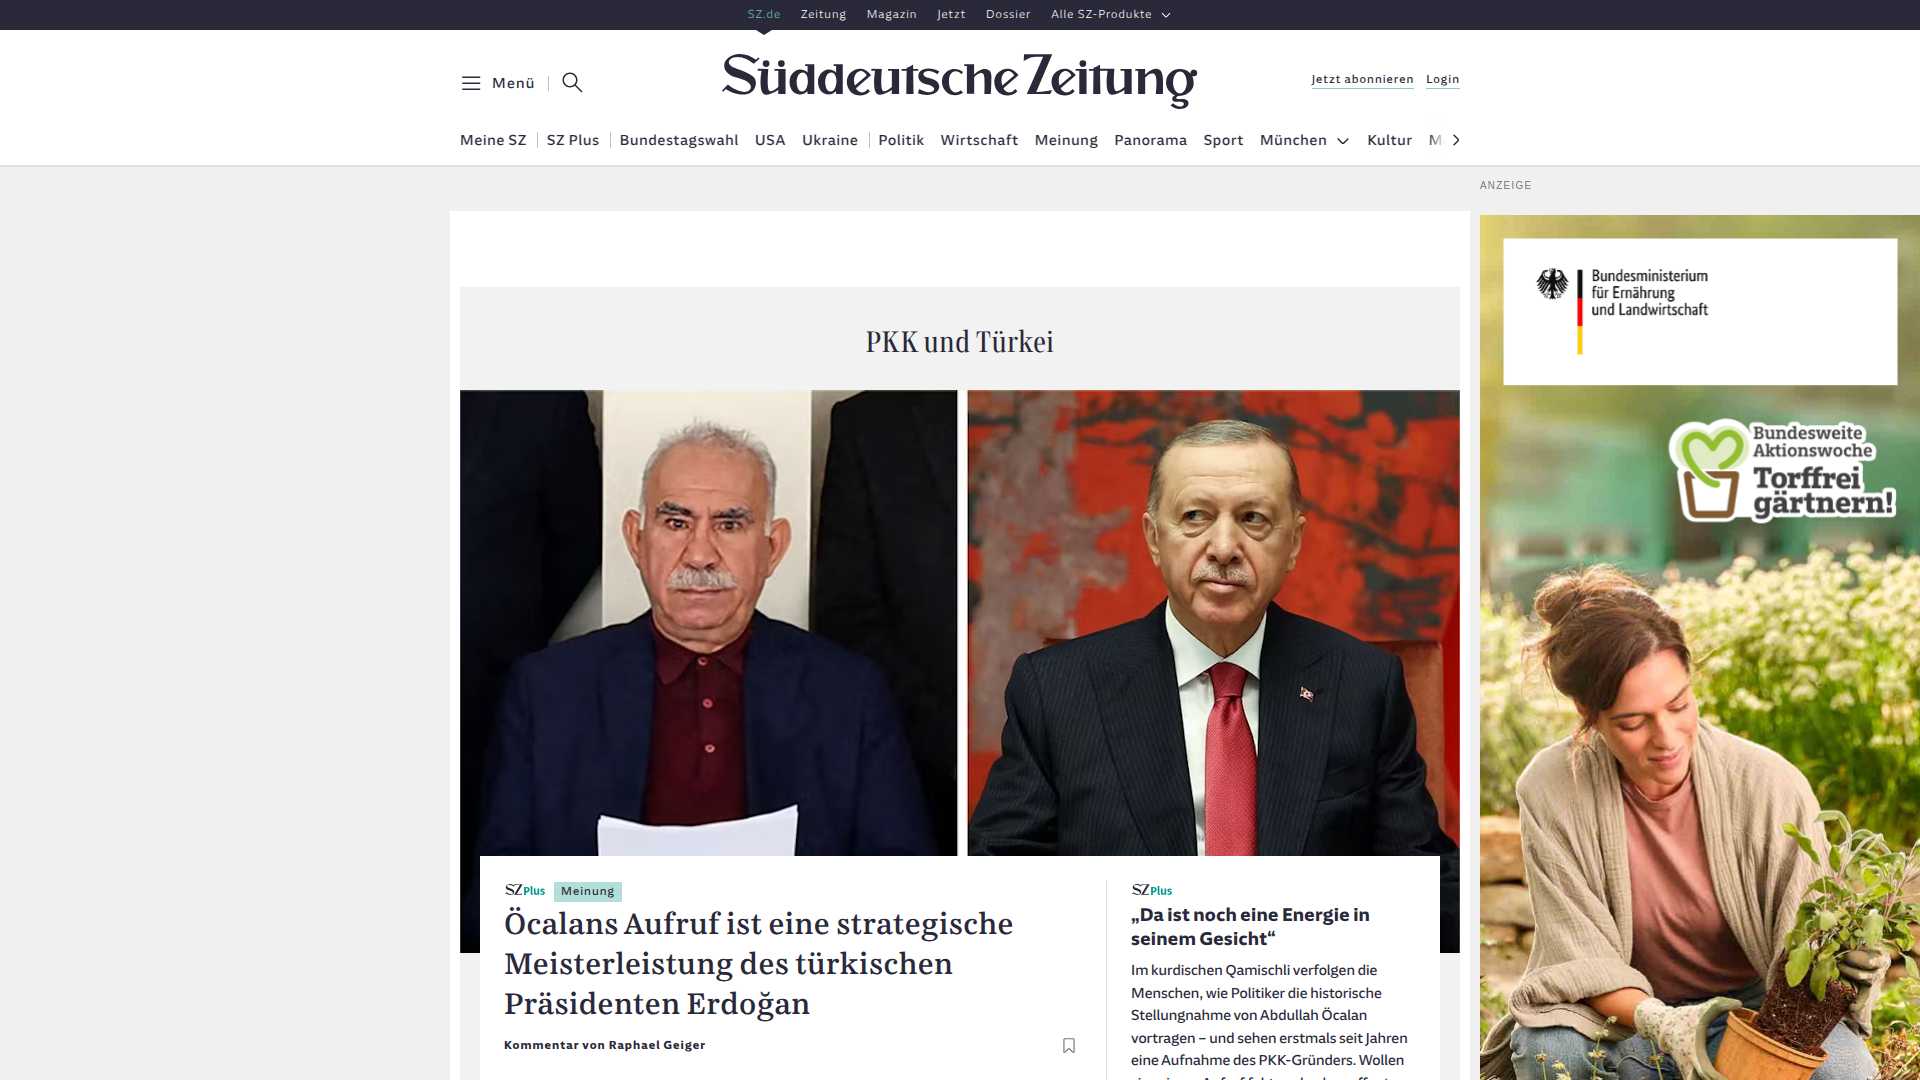 SZ.de Zeitung Magazin Jetzt Dossier Alle SZ-Produkte
Menü
Süddeutsche Zeitung
Jetzt abonnieren Login
Meine SZ SZ Plus Bundestagswahl USA Ukraine Politik Wirtschaft Meinung Panorama Sport München Kultur M
ANZEIGE
PKK und Türkei
SZ Plus Meinung
Öcalans Aufruf ist eine strategische
Meisterleistung des türkischen
Präsidenten Erdoğan
Kommentar von Raphael Geiger
SZ Plus
„Da ist noch eine Energie in
seinem Gesicht“
Im kurdischen Qamischli verfolgen die
Menschen, wie Politiker die historische
Stellungnahme von Abdullah Öcalan
vortragen – und sehen erstmals seit Jahren
eine Aufnahme des PKK-Gründers. Wollen
Bundesministerium
für Ernährung
und Landwirtschaft
Bundesweite
Aktionswoche
Torffrei
gärtnern!